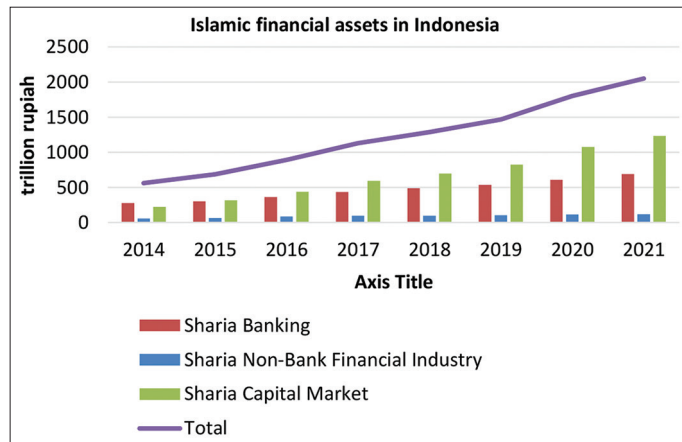 Islamic financial assets in Indonesia
trillion rupiah
2500
2000
1500
1000
500
0
2014 2015 2016 2017 2018 2019 2020 2021
Axis Title
Sharia Banking
Sharia Non-Bank Financial Industry
Sharia Capital Market
Total